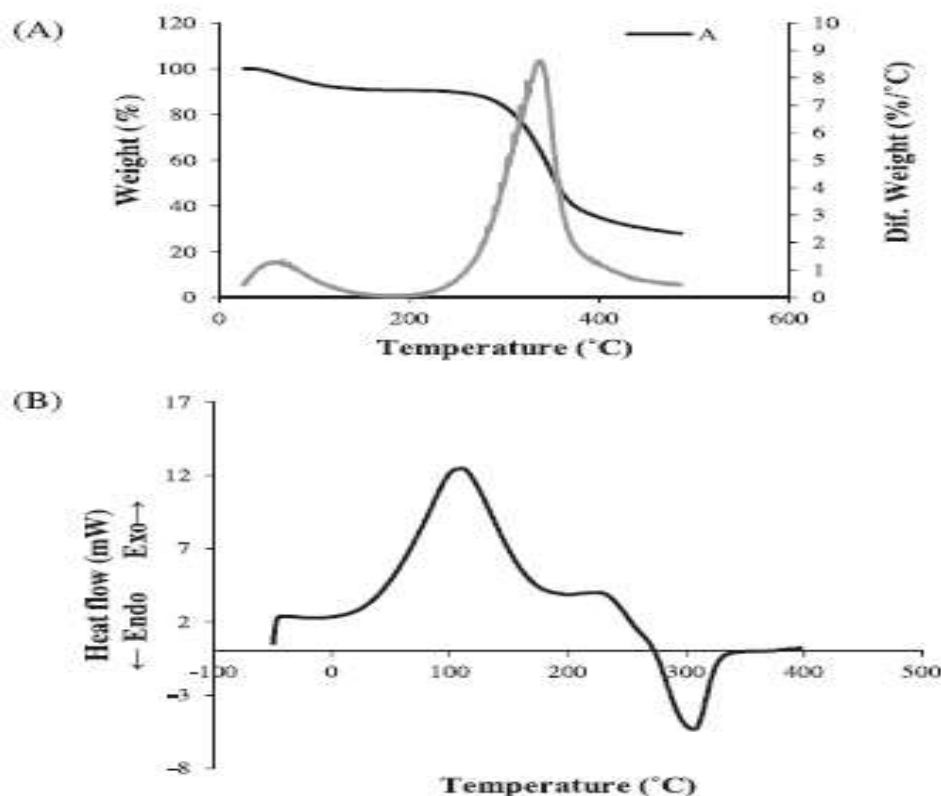 (A)
A
Weight (%)
120
100
80
60
40
20
0
10
9
8
7
6
5
4
3
2
1
0
Dif. Weight (%/˚C)
0 200 400 600
Temperature (˚C)
(B)
Heat flow (mW)
← Endo Exo→
17
12
7
2
−3
−8
-100 0 100 200 300 400 500
Temperature (˚C)